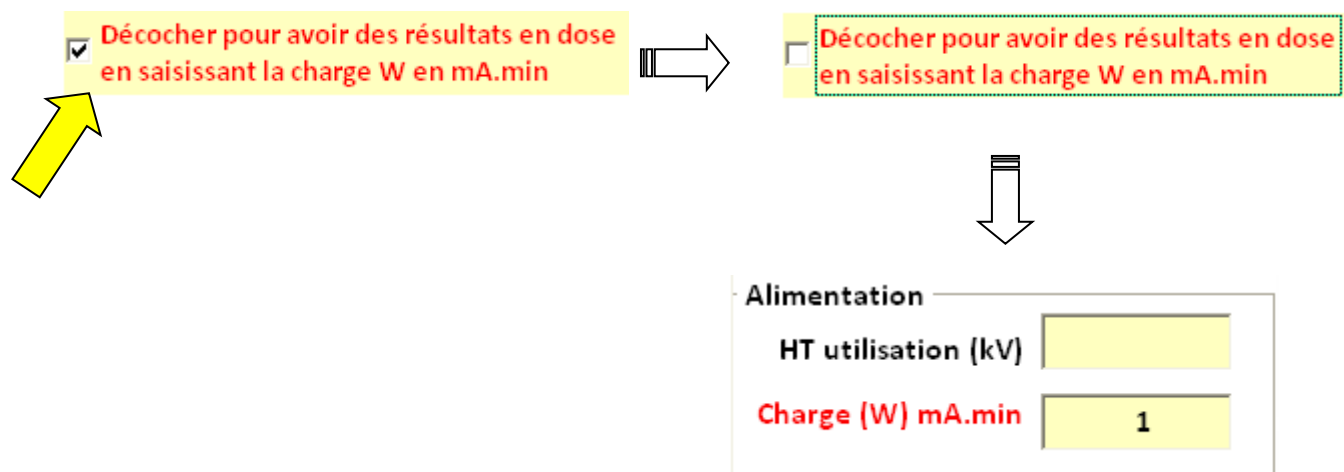 Décocher pour avoir des résultats en dose
en saisissant la charge W en mA.min
Décocher pour avoir des résultats en dose
en saisissant la charge W en mA.min
Alimentation
HT utilisation (kV)
Charge (W) mA.min 1